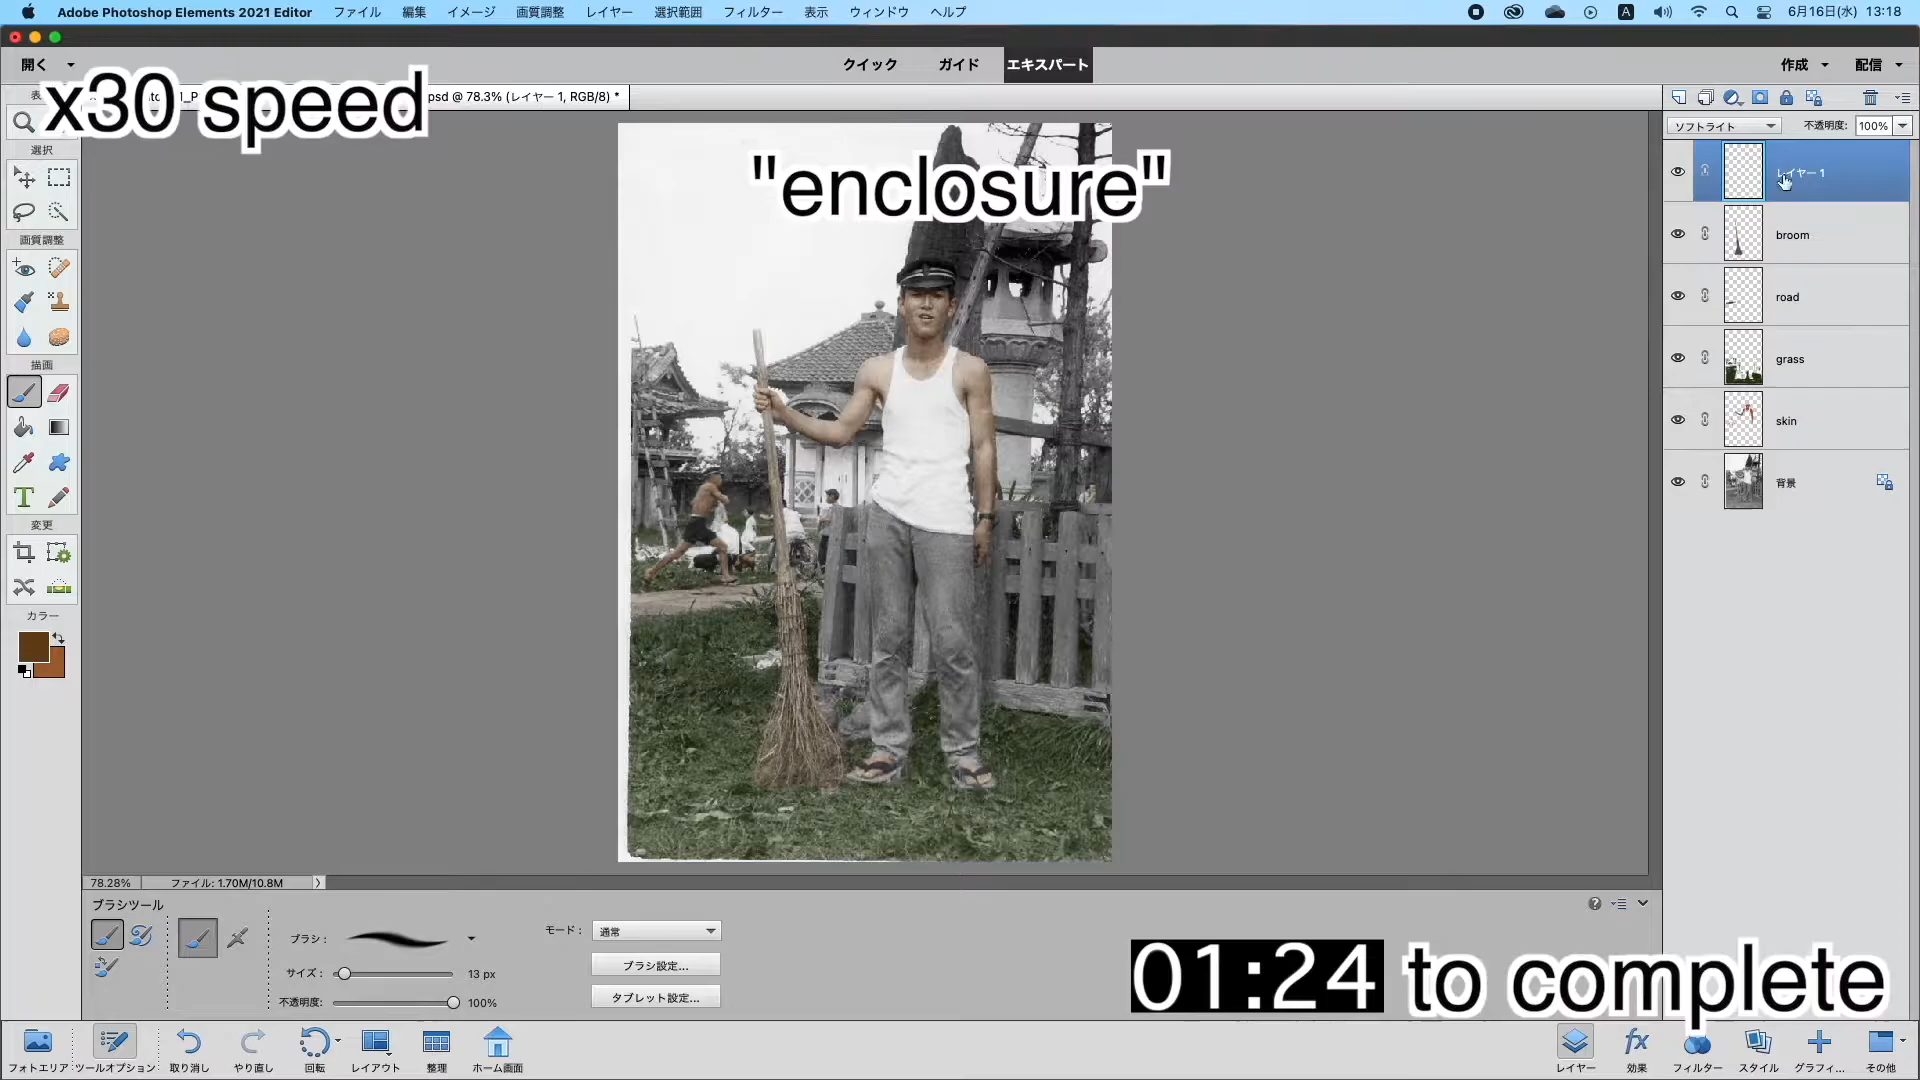 Adobe Photoshop Elements 2021 Editor ファイル 編集 イメージ 画質調整 レイヤー 選択範囲 フィルター 表示 ウィンドウ ヘルプ A 6月16日(水) 13:18
開く クイック ガイド エキスパート 作成 配信
x30 speed
psd @ 78.3% (レイヤー 1, RGB/8) *
ソフトライト 不透明度: 100%
"enclosure"
選択
画質調整
描画
変更
カラー
レイヤー 1
broom
road
grass
skin
背景
78.28% ファイル: 1.70M/10.8M
ブラシツール
ブラシ : モード : 通常
サイズ : 13 px ブラシ設定...
不透明度: 100% タブレット設定...
01:24 to complete
フォトエリア ツールオプション 取り消し やり直し 回転 レイアウト 整理 ホーム画面 レイヤー 効果 フィルター スタイル グラフィ... その他